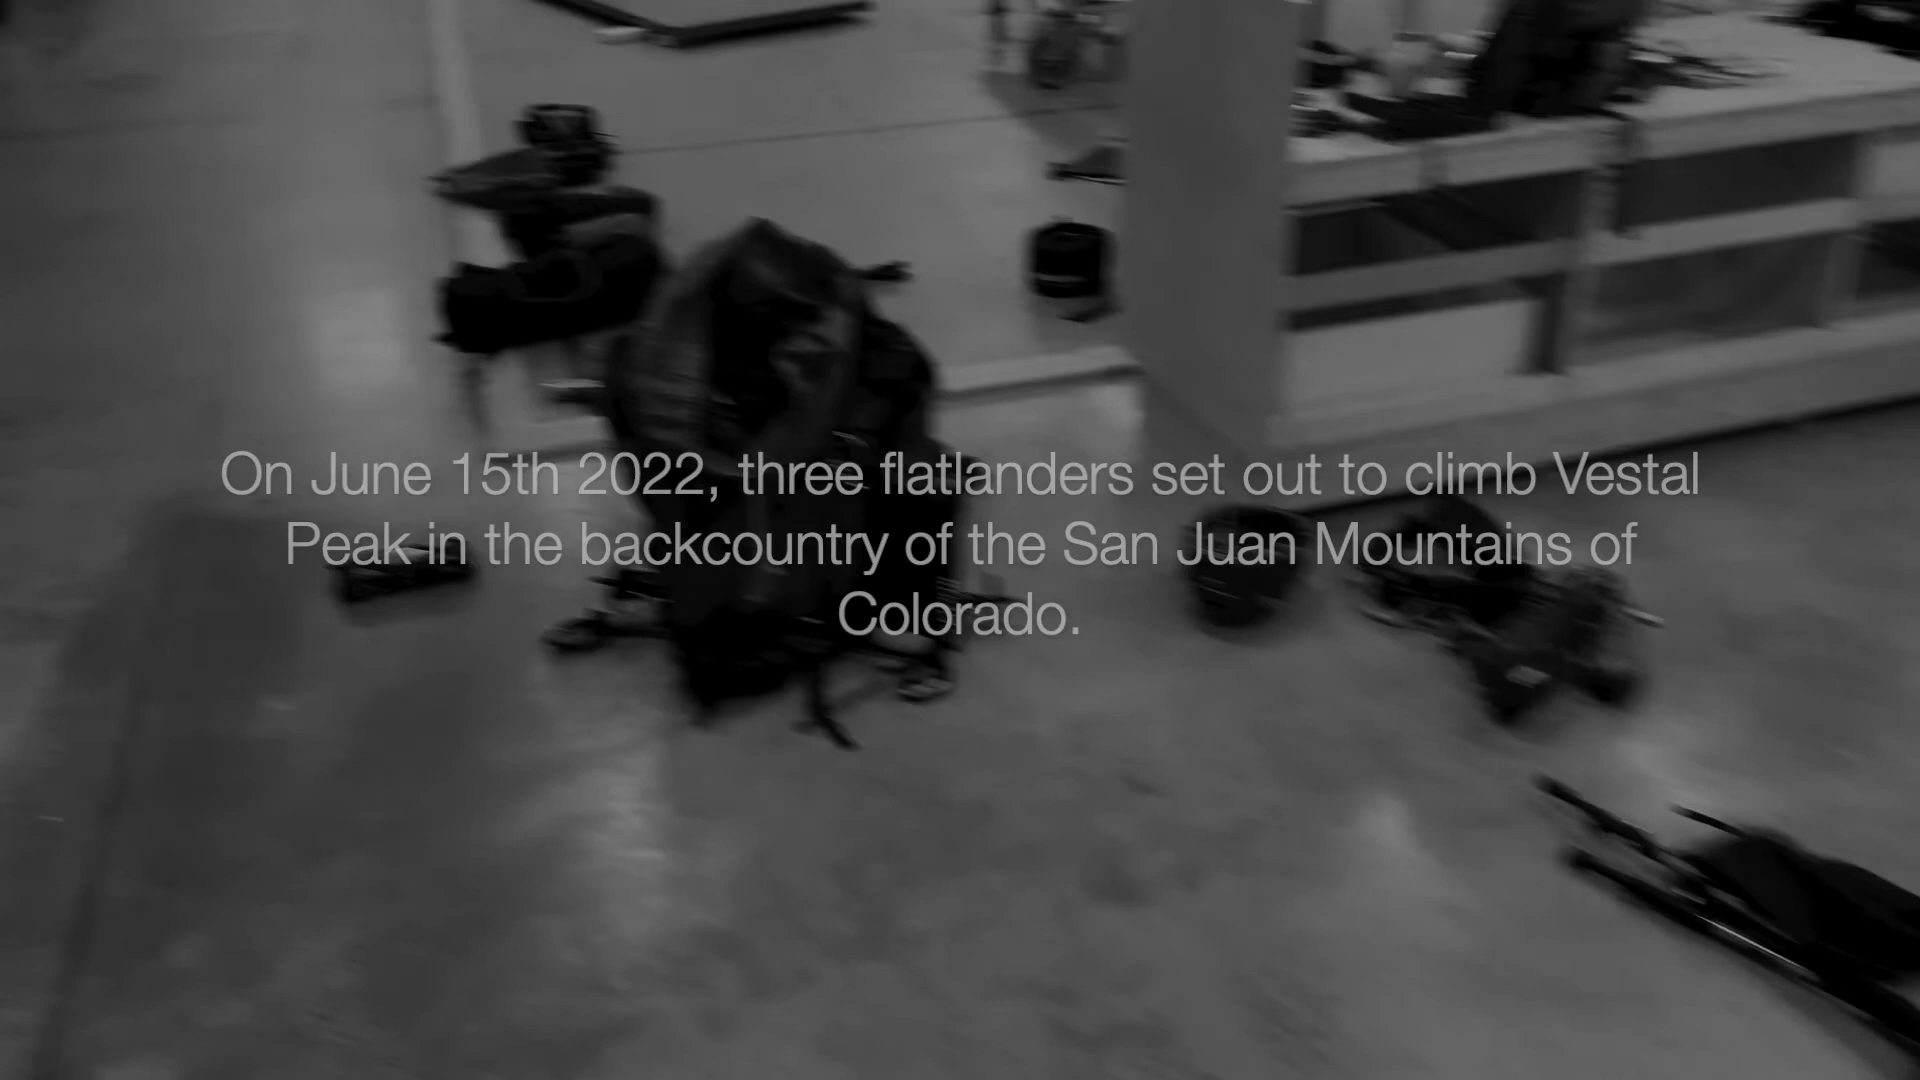 On June 15th 2022, three flatlanders set out to climb Vestal
Peak in the backcountry of the San Juan Mountains of
Colorado.